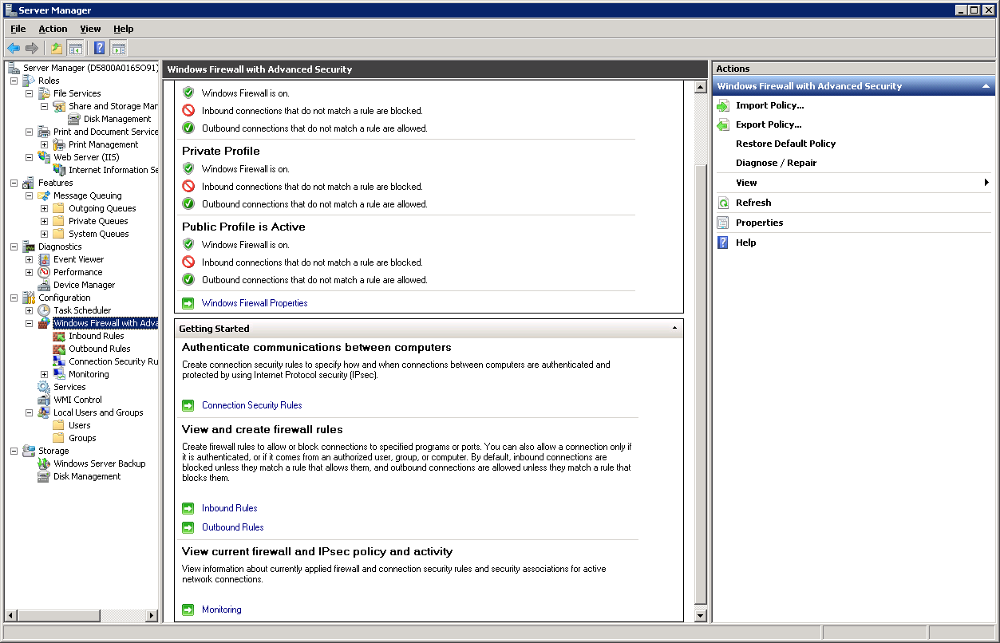 Server Manager
File Action View Help
Server Manager (D5800A016SO91)
Roles
File Services
Share and Storage Mar
Disk Management
Print and Document Service
Print Management
Web Server (IIS)
Internet Information Se
Features
Message Queuing
Outgoing Queues
Private Queues
System Queues
Diagnostics
Event Viewer
Performance
Device Manager
Configuration
Task Scheduler
Windows Firewall with Adva
Inbound Rules
Outbound Rules
Connection Security Ru
Monitoring
Services
WMI Control
Local Users and Groups
Users
Groups
Storage
Windows Server Backup
Disk Management
Windows Firewall with Advanced Security
Windows Firewall is on.
Inbound connections that do not match a rule are blocked.
Outbound connections that do not match a rule are allowed.
Private Profile
Windows Firewall is on.
Inbound connections that do not match a rule are blocked.
Outbound connections that do not match a rule are allowed.
Public Profile is Active
Windows Firewall is on.
Inbound connections that do not match a rule are blocked.
Outbound connections that do not match a rule are allowed.
Windows Firewall Properties
Getting Started
Authenticate communications between computers
Create connection security rules to specify how and when connections between computers are authenticated and
protected by using Internet Protocol security (IPsec).
Connection Security Rules
View and create firewall rules
Create firewall rules to allow or block connections to specified programs or ports. You can also allow a connection only if
it is authenticated, or if it comes from an authorized user, group, or computer. By default, inbound connections are
blocked unless they match a rule that allows them, and outbound connections are allowed unless they match a rule that
blocks them.
Inbound Rules
Outbound Rules
View current firewall and IPsec policy and activity
View information about currently applied firewall and connection security rules and security associations for active
network connections.
Monitoring
Actions
Windows Firewall with Advanced Security
Import Policy...
Export Policy...
Restore Default Policy
Diagnose / Repair
View
Refresh
Properties
Help